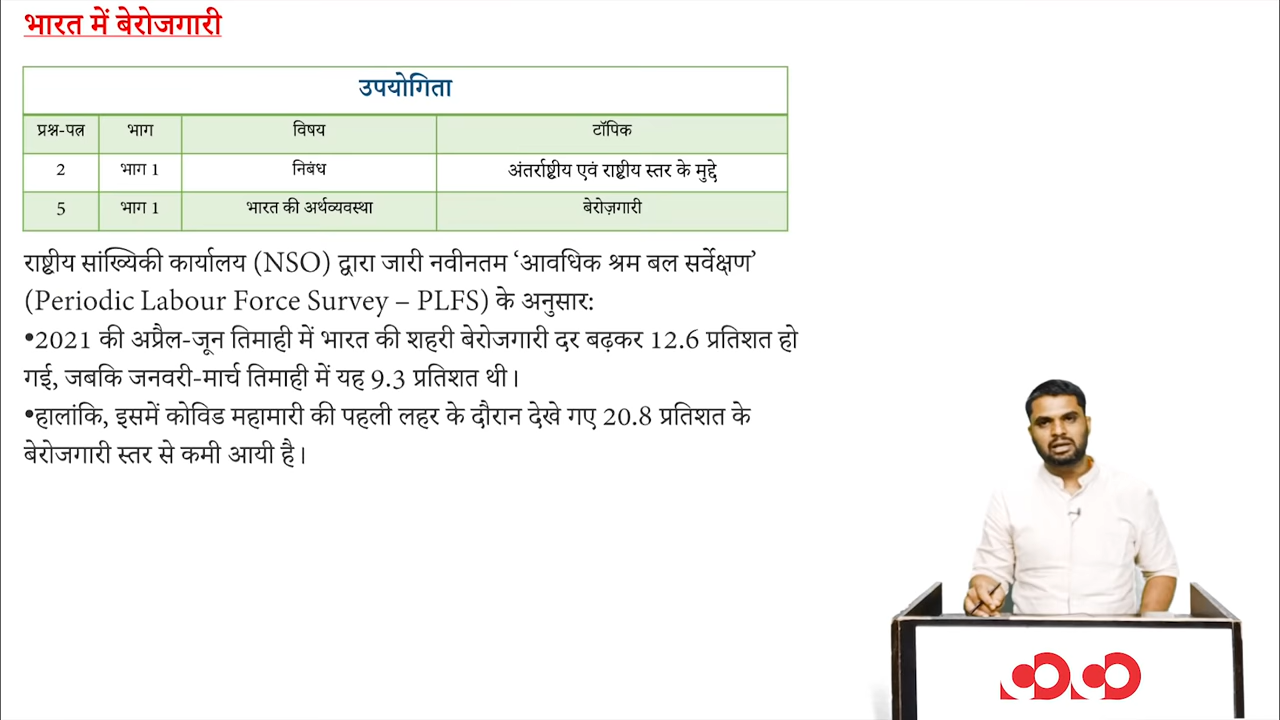 भारत में बेरोजगारी
उपयोगिता
प्रश्न-पत्र भाग विषय टॉपिक
2 भाग 1 निबंध अंतर्राष्ट्रीय एवं राष्ट्रीय स्तर के मुद्दे
5 भाग 1 भारत की अर्थव्यवस्था बेरोज़गारी
राष्ट्रीय सांख्यिकी कार्यालय (NSO) द्वारा जारी नवीनतम ‘आवधिक श्रम बल सर्वेक्षण’
(Periodic Labour Force Survey – PLFS) के अनुसार:
•2021 की अप्रैल-जून तिमाही में भारत की शहरी बेरोजगारी दर बढ़कर 12.6 प्रतिशत हो
गई, जबकि जनवरी-मार्च तिमाही में यह 9.3 प्रतिशत थी।
•हालांकि, इसमें कोविड महामारी की पहली लहर के दौरान देखे गए 20.8 प्रतिशत के
बेरोजगारी स्तर से कमी आयी है।